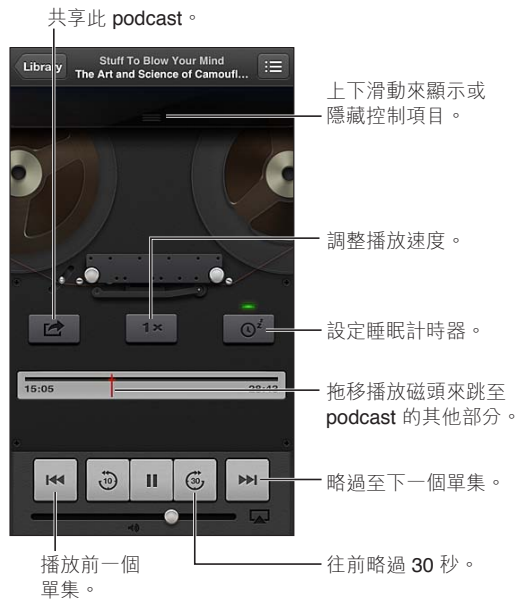 共享此 podcast。
Library
Stuff To Blow Your Mind
The Art and Science of Camoufl...
上下滑動來顯示或
隱藏控制項目。
調整播放速度。
1×
z
設定睡眠計時器。
15:05
28:43
拖移播放磁頭來跳至
podcast 的其他部分。
10
30
略過至下一個單集。
播放前一個
單集。
往前略過 30 秒。